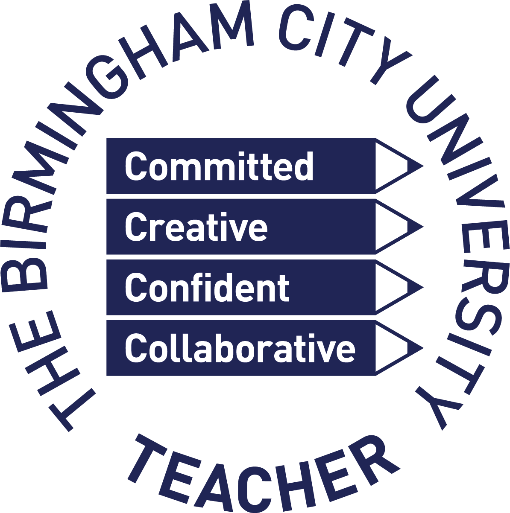 THE BIRMINGHAM CITY UNIVERSITY
Committed
Creative
Confident
Collaborative
TEACHER